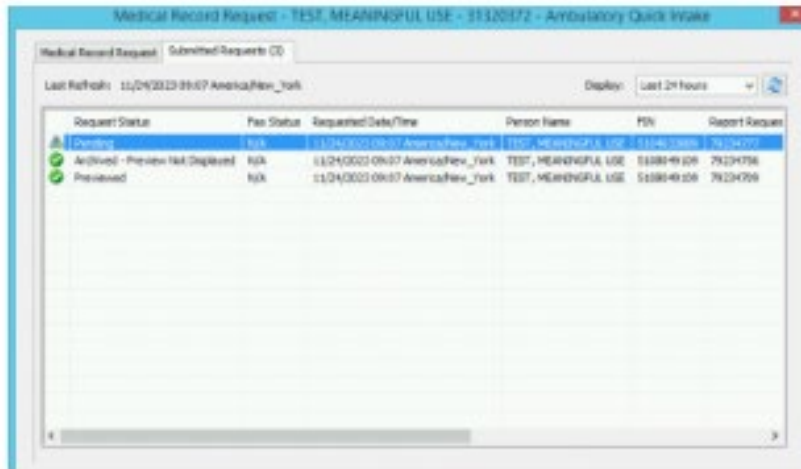 Medical Record Request - TEST, MEANINGFUL USE - 31320372 - Ambulatory Quick Intake
Medical Record Request Submitted Requests (3)
Last Refresh: 11/24/2023 09:07 America/New_York Display: Last 24 hours
Request Status Fax Status Requested Date/Time Person Name FIN Report Reques
Pending N/A 11/24/2023 09:07 America/New_York TEST, MEANINGFUL USE 79234777
Archived - Preview Not Displayed N/A 11/24/2023 09:07 America/New_York TEST, MEANINGFUL USE 5188049109
Previewed N/A 11/24/2023 09:07 America/New_York TEST, MEANINGFUL USE 5188049109